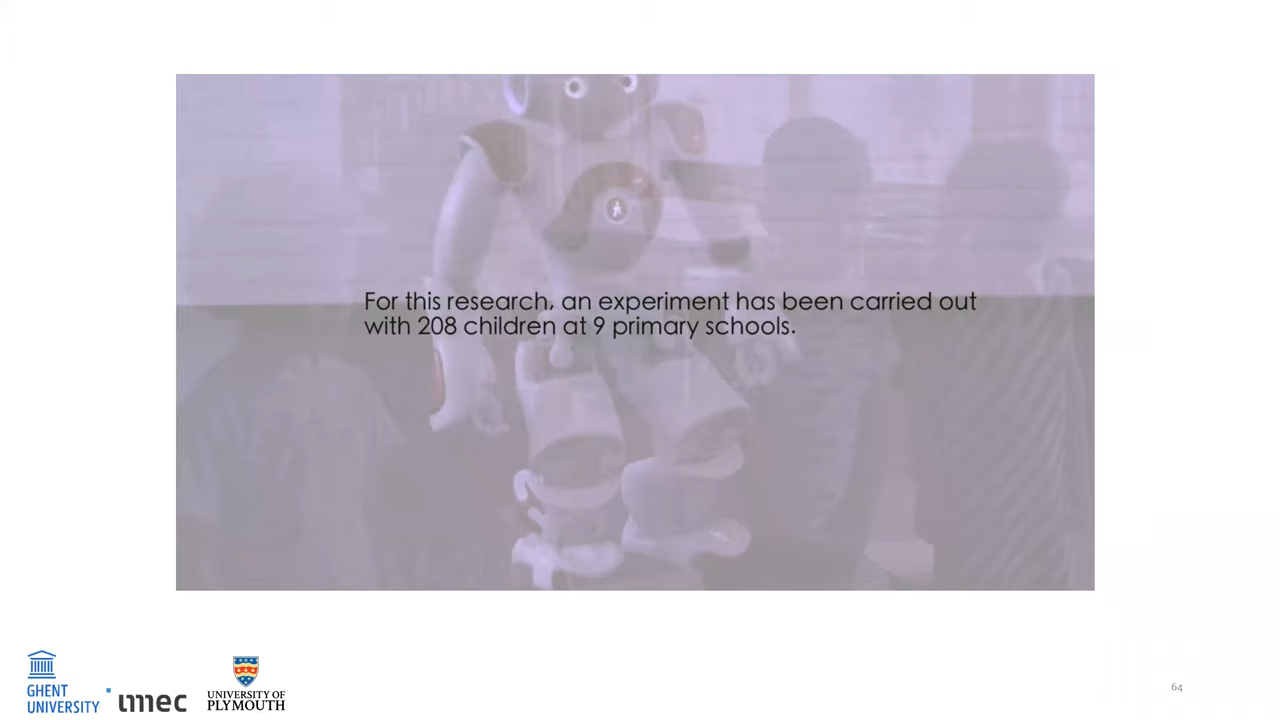 For this research, an experiment has been carried out
with 208 children at 9 primary schools.
GHENT
UNIVERSITY
imec
UNIVERSITY OF
PLYMOUTH
64